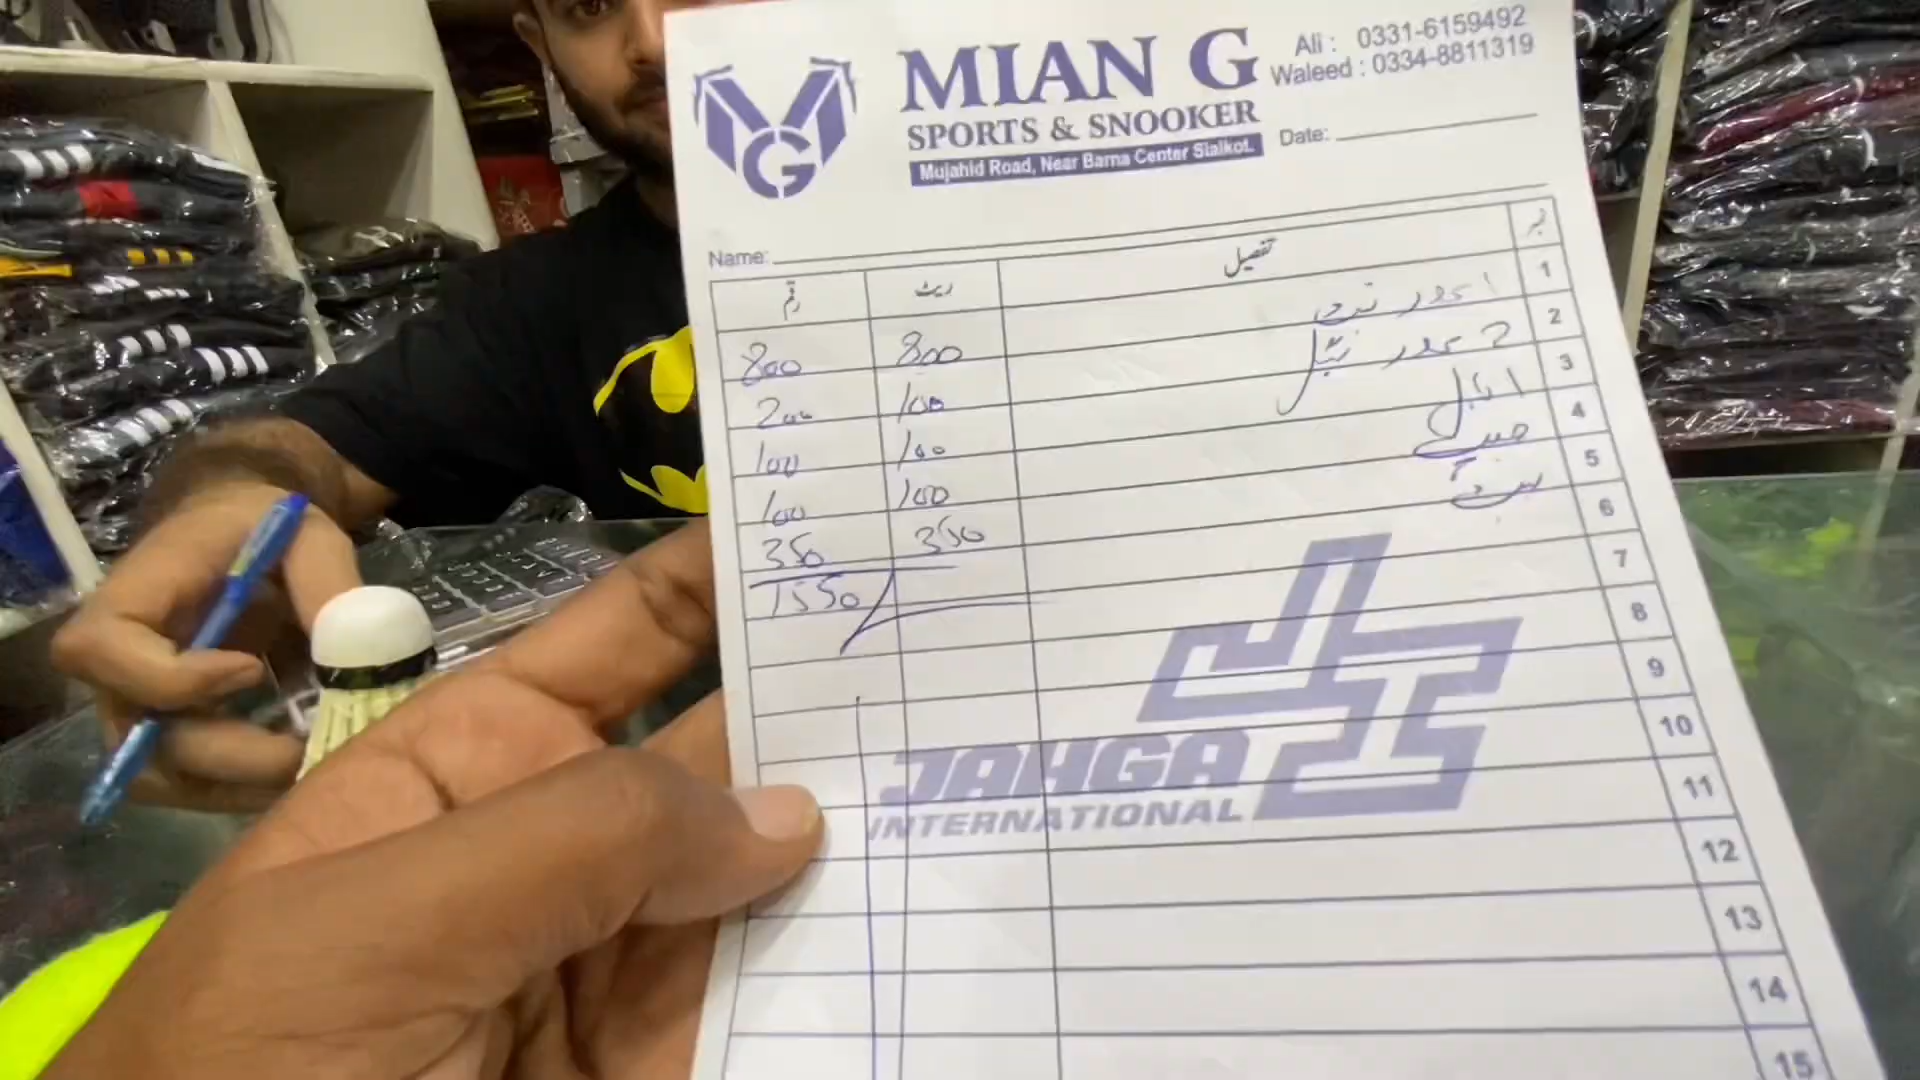 MIAN G
SPORTS & SNOOKER
Mujahid Road, Near Barna Center Sialkot.
Ali : 0331-6159492
Waleed : 0334-8811319
Date:
MG
Name:
نمبر تفصیل ریٹ رقم
1 800 800
2 100 200
3 100 100
4 100 100
5 350 350
6 1550
7
8
9
10
11
12
13
14
15
JAHGA
INTERNATIONAL